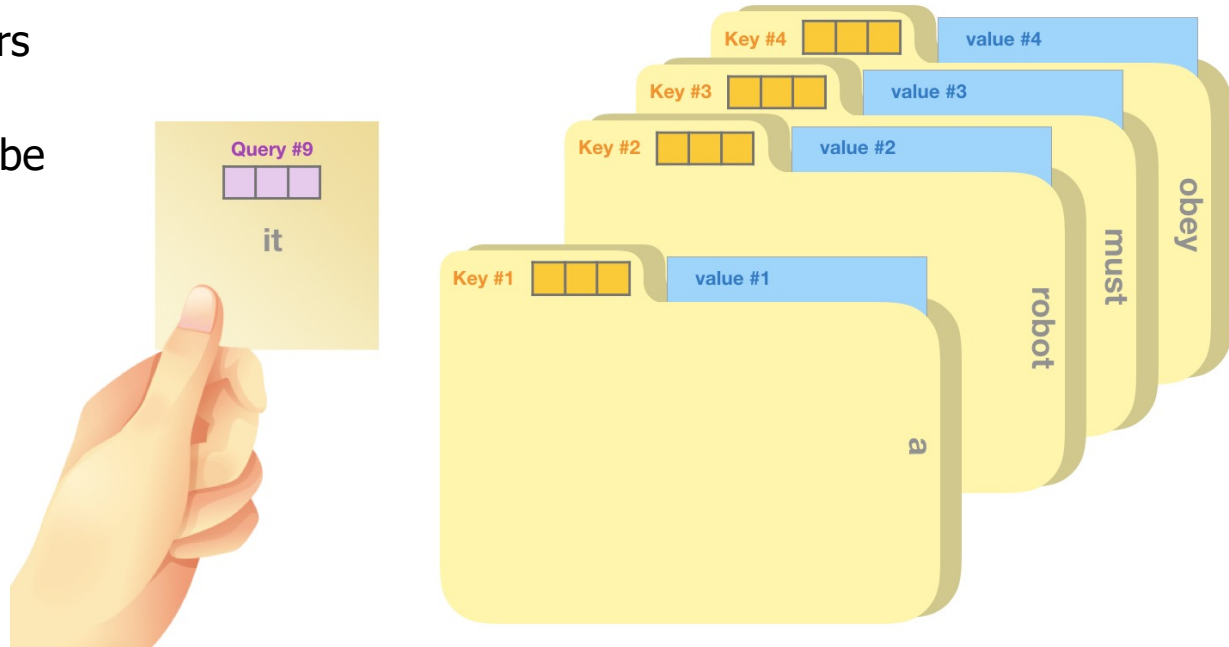 rs
be
Query #9
it
Key #4
value #4
Key #3
value #3
Key #2
value #2
Key #1
value #1
obey
must
robot
a